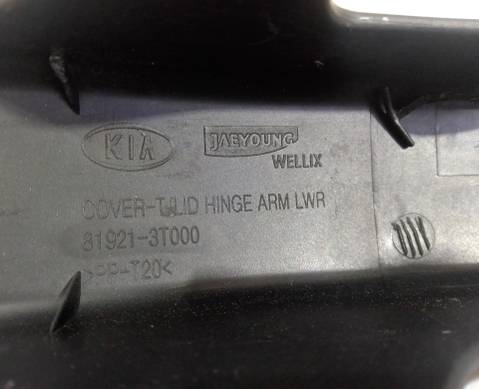 KIA
JAEYOUNG
WELLIX
COVER-T/LID HINGE ARM LWR
81921-3T000
>PP-T20<